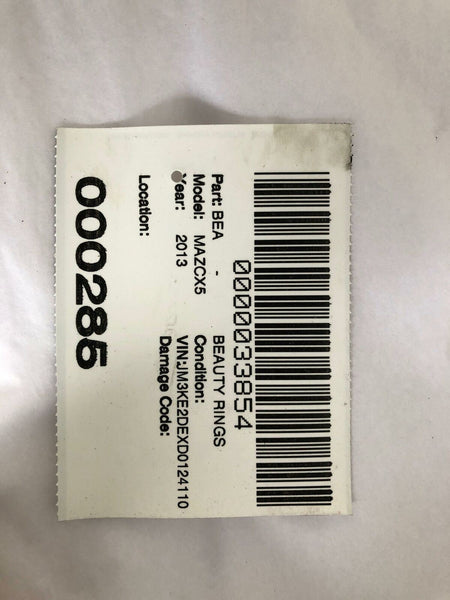 0000033854
Part: BEA - BEAUTY RINGS
Model: MAZCX5 Condition:
Year: 2013 VIN:JM3KE2DEXD0124110
Damage Code:
Location:
000285